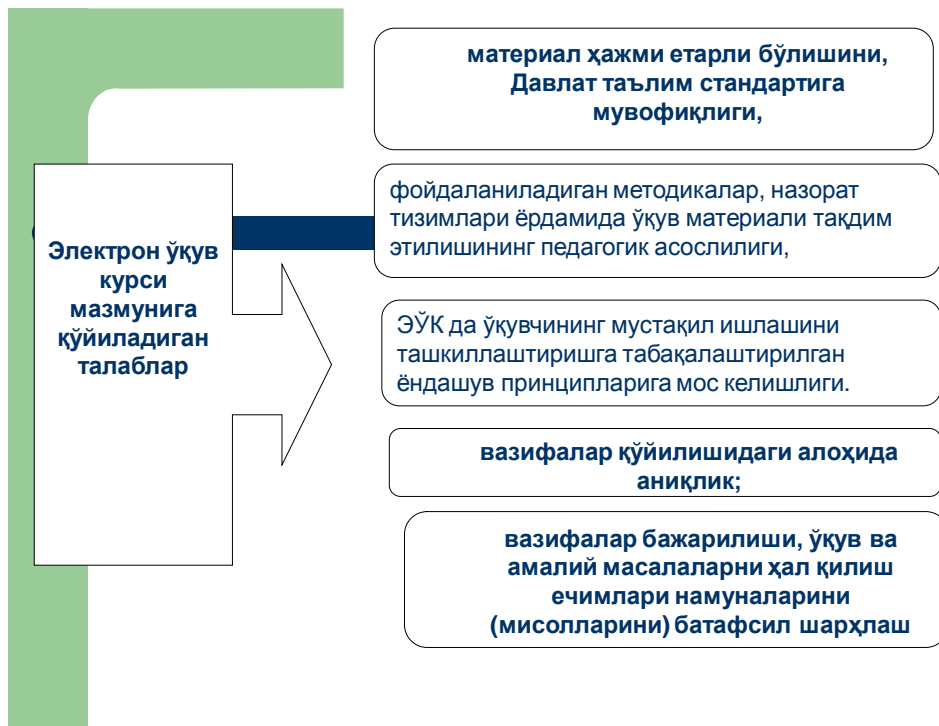 материал ҳажми етарли бўлишини,
Давлат таълим стандартига
мувофиқлиги,
фойдаланиладиган методикалар, назорат
тизимлари ёрдамида ўқув материали тақдим
этилишининг педагогик асослилиги,
Электрон ўқув
курси
мазмунига
қўйиладиган
талаблар
ЭЎК да ўқувчининг мустақил ишлашини
ташкиллаштиришга табақалаштирилган
ёндашув принципларига мос келишлиги.
вазифалар қўйилишидаги алоҳида
аниқлик;
вазифалар бажарилиши, ўқув ва
амалий масалаларни ҳал қилиш
ечимлари намуналарини
(мисолларини) батафсил шарҳлаш